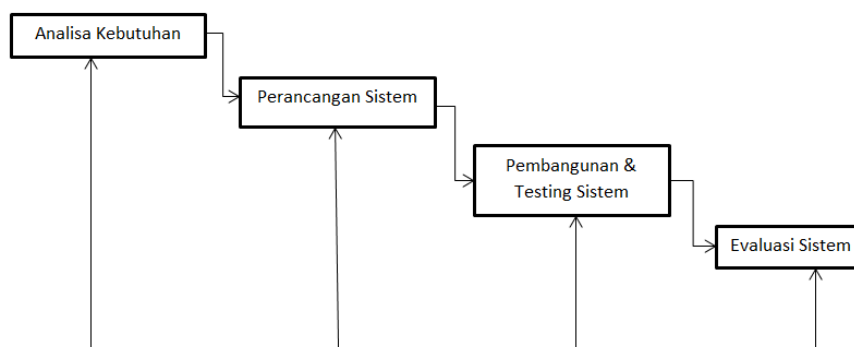 Analisa Kebutuhan
Perancangan Sistem
Pembangunan &
Testing Sistem
Evaluasi Sistem